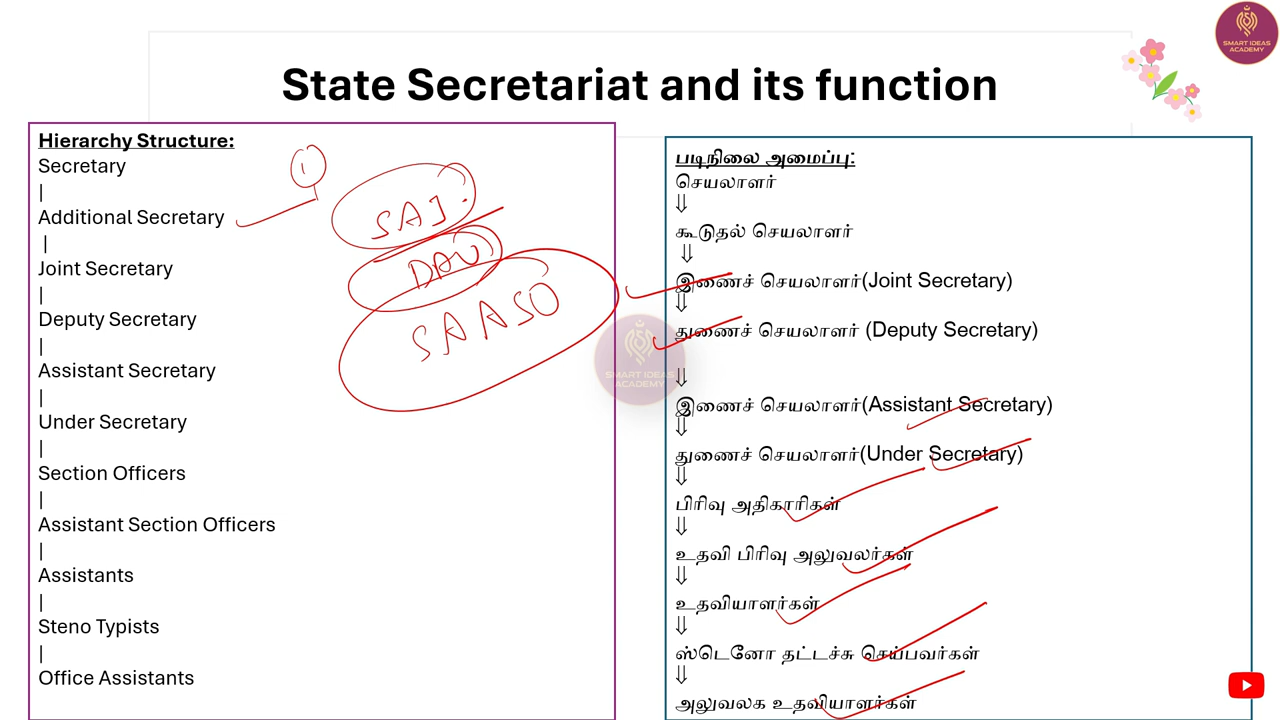 SMART IDEAS
ACADEMY
State Secretariat and its function
Hierarchy Structure:
Secretary
|
Additional Secretary
|
Joint Secretary
|
Deputy Secretary
|
Assistant Secretary
|
Under Secretary
|
Section Officers
|
Assistant Section Officers
|
Assistants
|
Steno Typists
|
Office Assistants
1
SAJ
DAU
SAASO
SMART IDEAS
ACADEMY
படிநிலை அமைப்பு:
செயலாளர்
⇓
கூடுதல் செயலாளர்
⇓
இணைச் செயலாளர்(Joint Secretary)
⇓
துணைச் செயலாளர் (Deputy Secretary)
⇓
இணைச் செயலாளர்(Assistant Secretary)
⇓
துணைச் செயலாளர்(Under Secretary)
⇓
பிரிவு அதிகாரிகள்
⇓
உதவி பிரிவு அலுவலர்கள்
⇓
உதவியாளர்கள்
⇓
ஸ்டெனோ தட்டச்சு செய்பவர்கள்
⇓
அலுவலக உதவியாளர்கள்